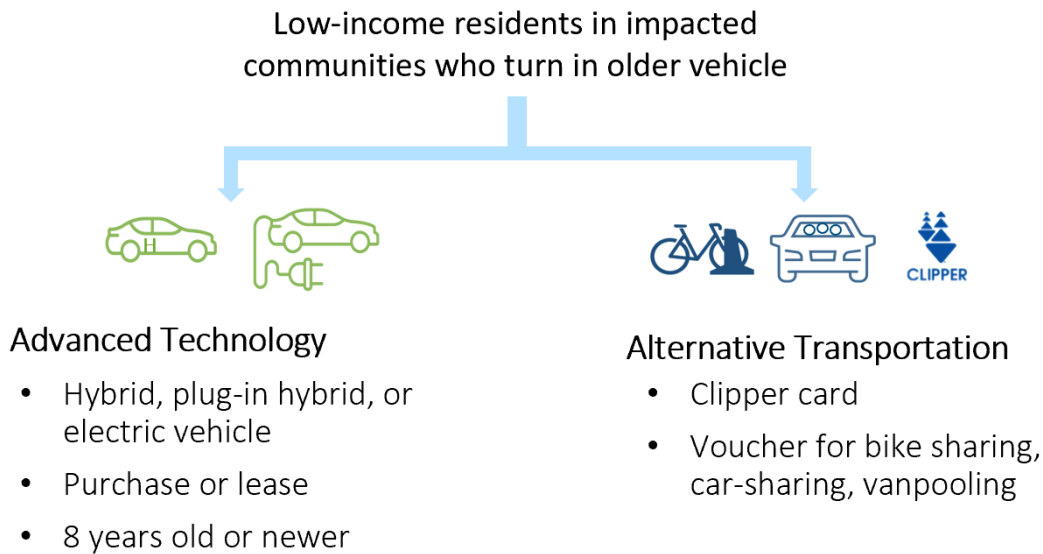 Low-income residents in impacted
communities who turn in older vehicle
H
CLIPPER
Advanced Technology
• Hybrid, plug-in hybrid, or
electric vehicle
• Purchase or lease
• 8 years old or newer
Alternative Transportation
• Clipper card
• Voucher for bike sharing,
car-sharing, vanpooling